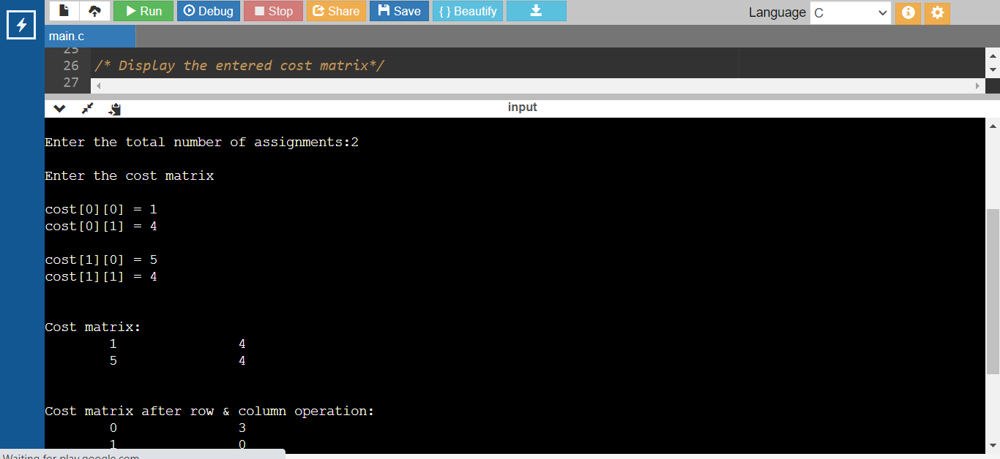 Run Debug Stop Share Save { } Beautify Language C
main.c
25
26 /* Display the entered cost matrix*/
27
input
Enter the total number of assignments:2
Enter the cost matrix
cost[0][0] = 1
cost[0][1] = 4
cost[1][0] = 5
cost[1][1] = 4
Cost matrix:
1 4
5 4
Cost matrix after row & column operation:
0 3
1 0
Waiting for play.google.com